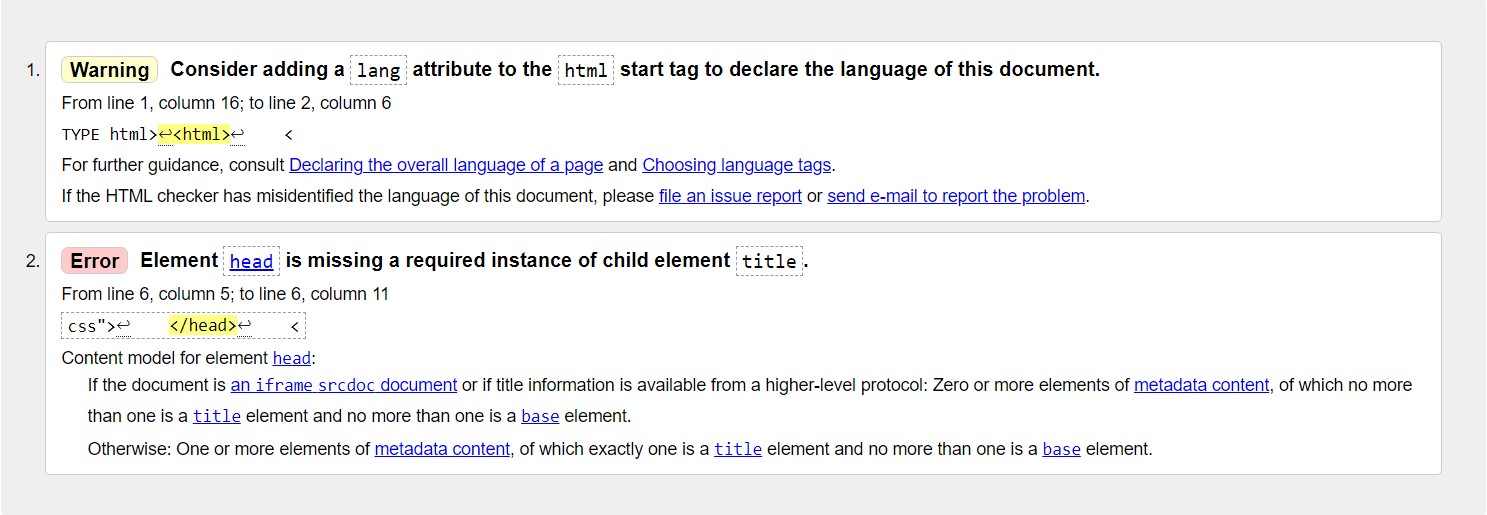 1. Warning Consider adding a lang attribute to the html start tag to declare the language of this document.
From line 1, column 16; to line 2, column 6
TYPE html>↩<html>↩    <
For further guidance, consult Declaring the overall language of a page and Choosing language tags.
If the HTML checker has misidentified the language of this document, please file an issue report or send e-mail to report the problem.
2. Error Element head is missing a required instance of child element title.
From line 6, column 5; to line 6, column 11
css">↩    </head>↩    <
Content model for element head:
If the document is an iframe srcdoc document or if title information is available from a higher-level protocol: Zero or more elements of metadata content, of which no more
than one is a title element and no more than one is a base element.
Otherwise: One or more elements of metadata content, of which exactly one is a title element and no more than one is a base element.